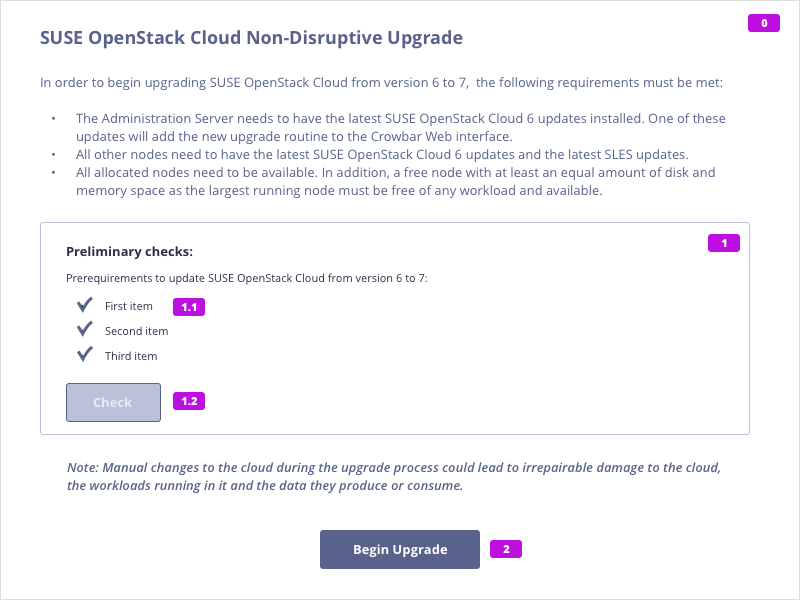 0
SUSE OpenStack Cloud Non-Disruptive Upgrade
In order to begin upgrading SUSE OpenStack Cloud from version 6 to 7,  the following requirements must be met:
• The Administration Server needs to have the latest SUSE OpenStack Cloud 6 updates installed. One of these
updates will add the new upgrade routine to the Crowbar Web interface.
• All other nodes need to have the latest SUSE OpenStack Cloud 6 updates and the latest SLES updates.
• All allocated nodes need to be available. In addition, a free node with at least an equal amount of disk and
memory space as the largest running node must be free of any workload and available.
1
Preliminary checks:
Prerequirements to update SUSE OpenStack Cloud from version 6 to 7:
First item 1.1
Second item
Third item
Check 1.2
Note: Manual changes to the cloud during the upgrade process could lead to irrepairable damage to the cloud,
the workloads running in it and the data they produce or consume.
Begin Upgrade 2